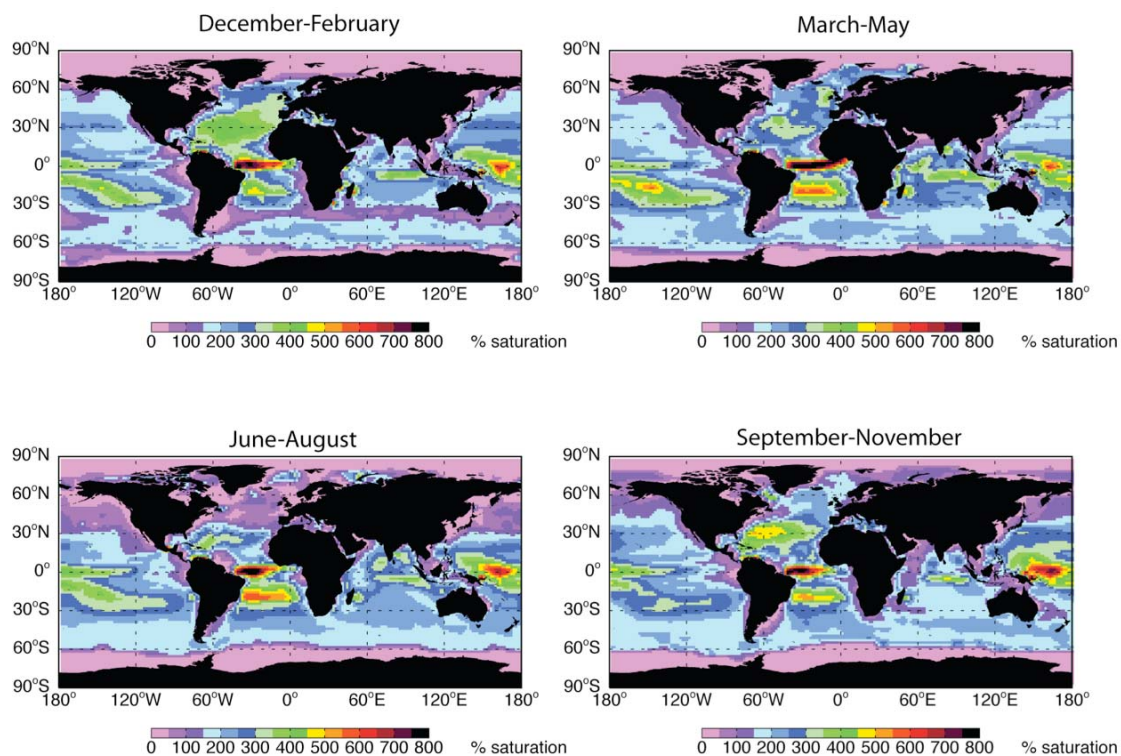 December-February
90°N
60°N
30°N
0°
30°S
60°S
90°S
180° 120°W 60°W 0° 60°E 120°E 180°
0 100 200 300 400 500 600 700 800 % saturation
March-May
90°N
60°N
30°N
0°
30°S
60°S
90°S
180° 120°W 60°W 0° 60°E 120°E 180°
0 100 200 300 400 500 600 700 800 % saturation
June-August
90°N
60°N
30°N
0°
30°S
60°S
90°S
180° 120°W 60°W 0° 60°E 120°E 180°
0 100 200 300 400 500 600 700 800 % saturation
September-November
90°N
60°N
30°N
0°
30°S
60°S
90°S
180° 120°W 60°W 0° 60°E 120°E 180°
0 100 200 300 400 500 600 700 800 % saturation